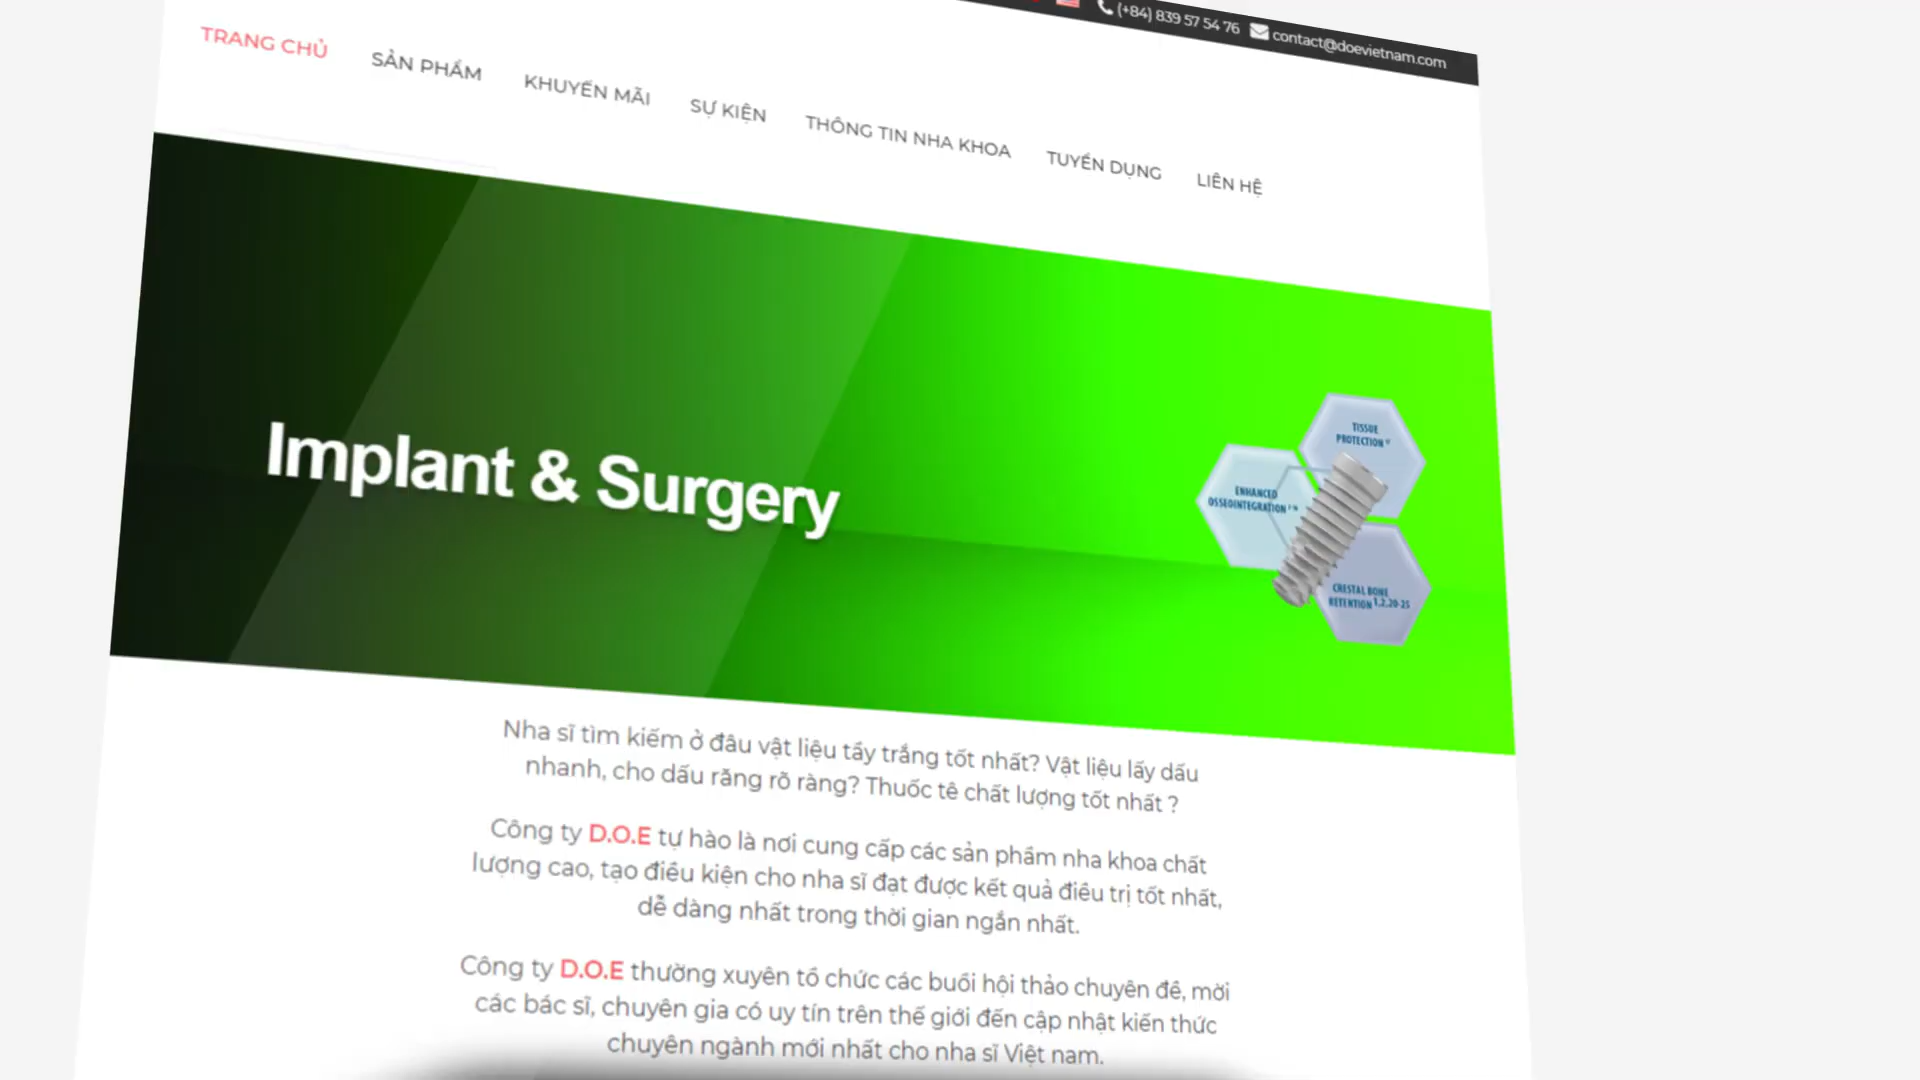 (+84) 839 57 54 76 contact@doevietnam.com
TRANG CHỦ SẢN PHẨM KHUYẾN MÃI SỰ KIỆN THÔNG TIN NHA KHOA TUYỂN DỤNG LIÊN HỆ
Implant & Surgery
TISSUE
PROTECTION
ENHANCED
OSSEOINTEGRATION
CRESTAL BONE
RETENTION 1,2,20-25
Nha sĩ tìm kiếm ở đâu vật liệu tẩy trắng tốt nhất? Vật liệu lấy dấu
nhanh, cho dấu răng rõ ràng? Thuốc tê chất lượng tốt nhất ?
Công ty D.O.E tự hào là nơi cung cấp các sản phẩm nha khoa chất
lượng cao, tạo điều kiện cho nha sĩ đạt được kết quả điều trị tốt nhất,
dễ dàng nhất trong thời gian ngắn nhất.
Công ty D.O.E thường xuyên tổ chức các buổi hội thảo chuyên đề, mời
các bác sĩ, chuyên gia có uy tín trên thế giới đến cập nhật kiến thức
chuyên ngành mới nhất cho nha sĩ Việt nam.